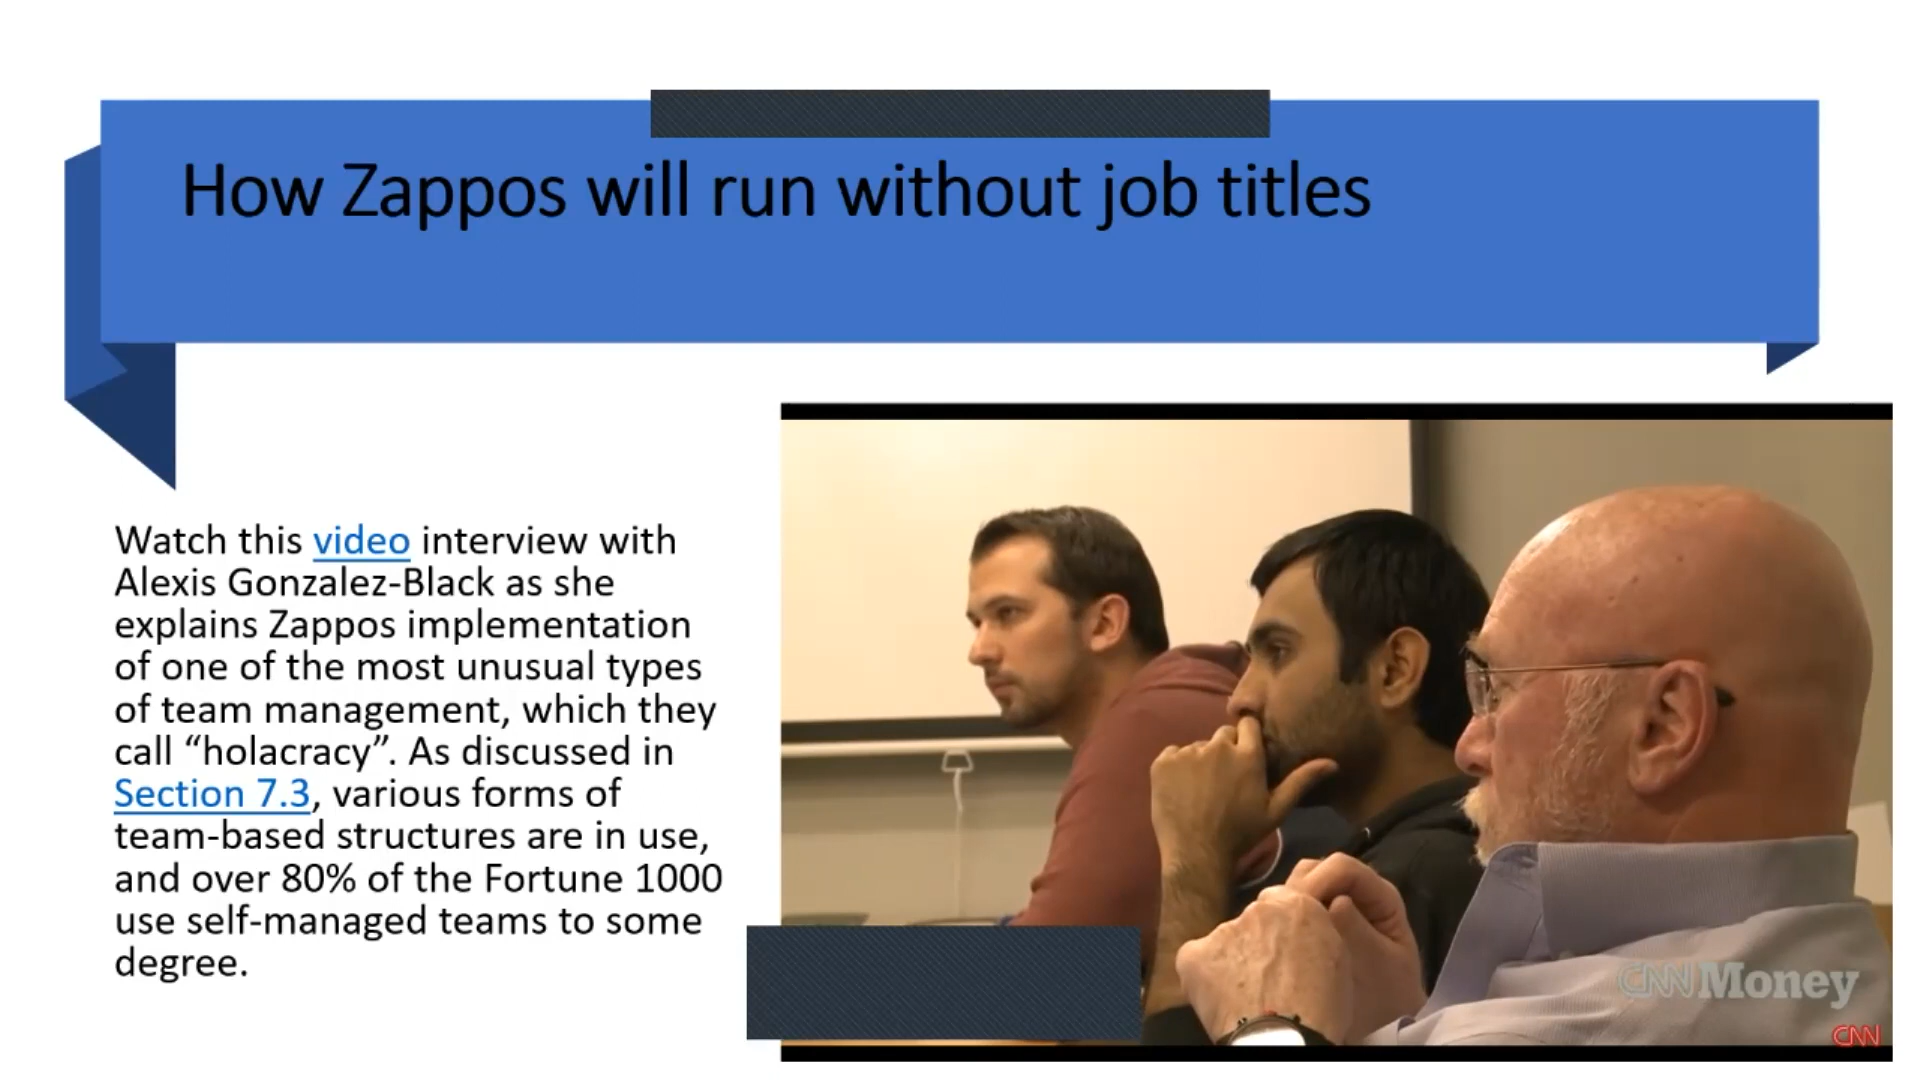 How Zappos will run without job titles
Watch this video interview with
Alexis Gonzalez-Black as she
explains Zappos implementation
of one of the most unusual types
of team management, which they
call “holacracy”. As discussed in
Section 7.3, various forms of
team-based structures are in use,
and over 80% of the Fortune 1000
use self-managed teams to some
degree.
CNNMoney
CNN